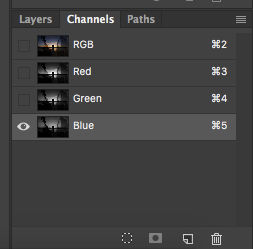 Layers Channels Paths
RGB ⌘2
Red ⌘3
Green ⌘4
Blue ⌘5